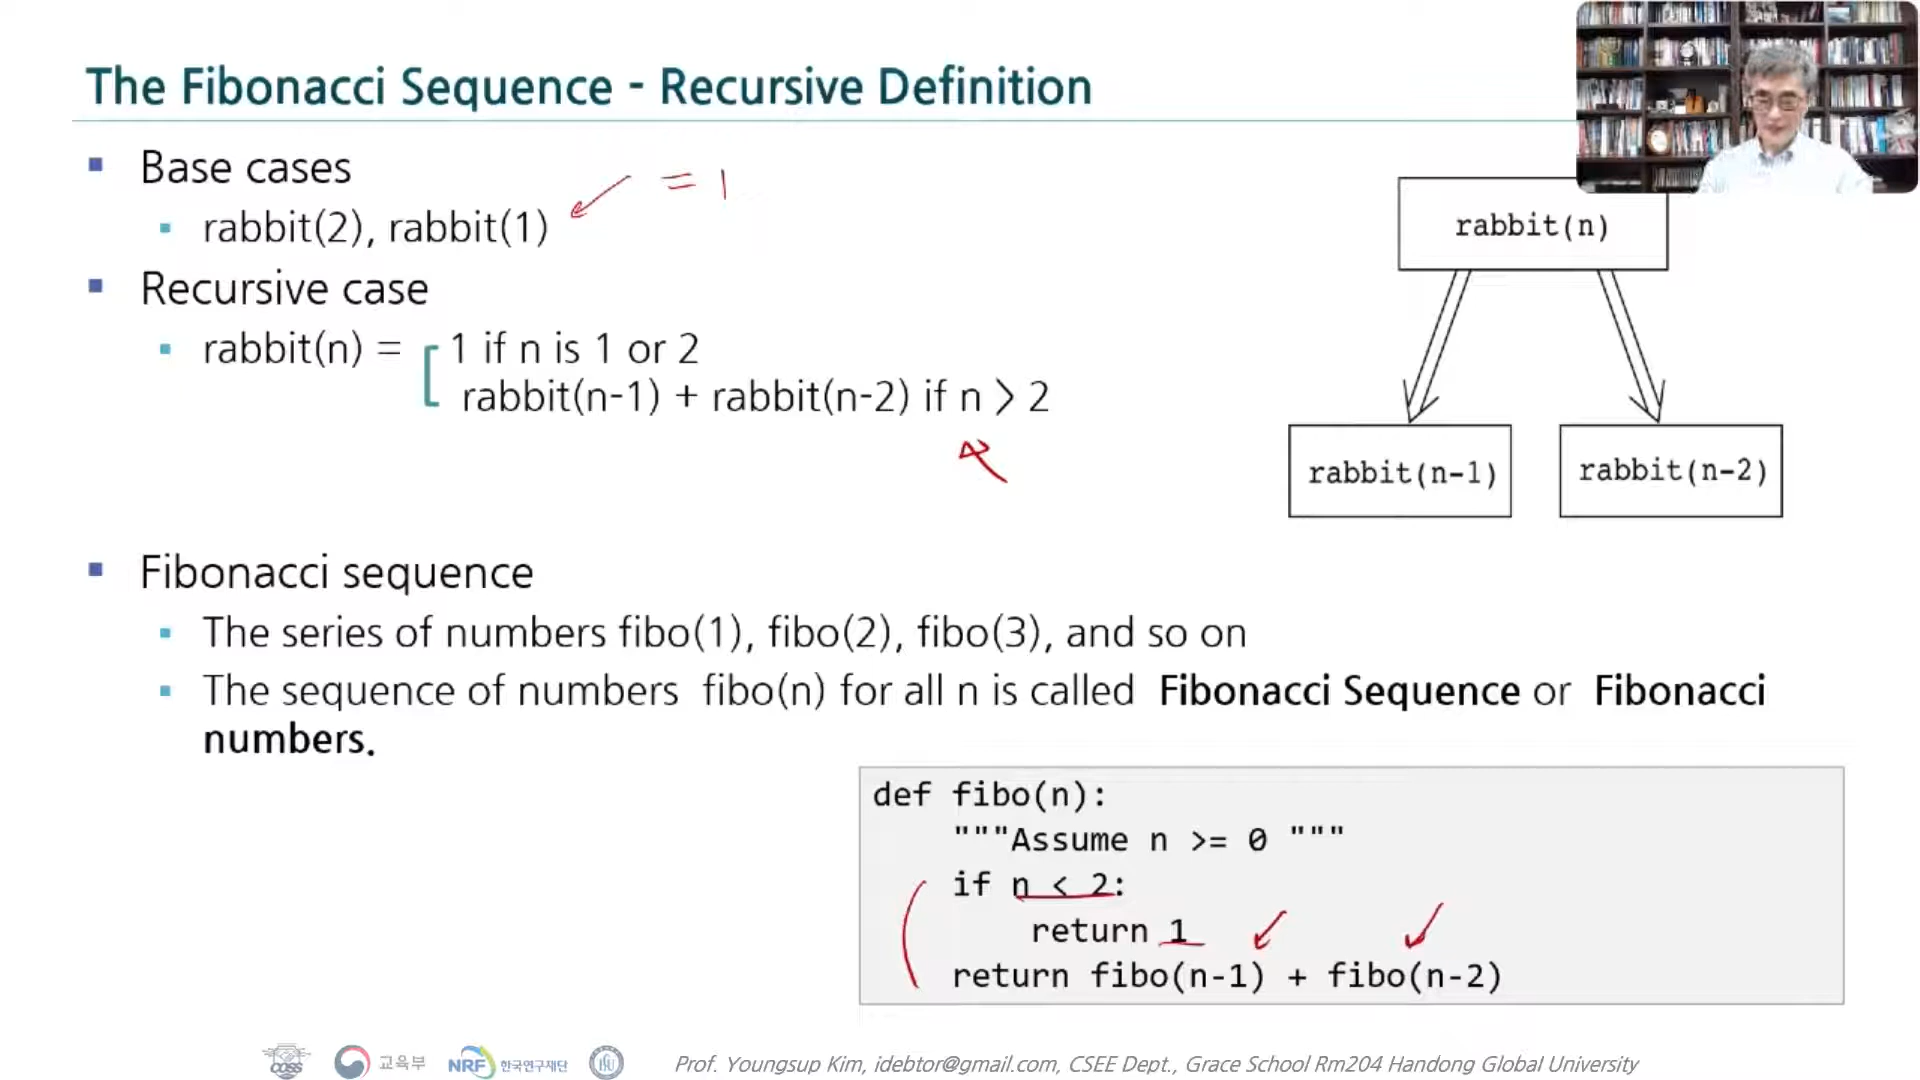 The Fibonacci Sequence - Recursive Definition
Base cases
= 1
rabbit(2), rabbit(1)
Recursive case
rabbit(n) = 1 if n is 1 or 2
rabbit(n-1) + rabbit(n-2) if n > 2
rabbit(n)
rabbit(n-1)
rabbit(n-2)
Fibonacci sequence
The series of numbers fibo(1), fibo(2), fibo(3), and so on
The sequence of numbers fibo(n) for all n is called Fibonacci Sequence or Fibonacci
numbers.
def fibo(n):
"""Assume n >= 0 """
if n < 2:
return 1
return fibo(n-1) + fibo(n-2)
COSS
교육부
NRF 한국연구재단
Prof. Youngsup Kim, idebtor@gmail.com, CSEE Dept., Grace School Rm204 Handong Global University